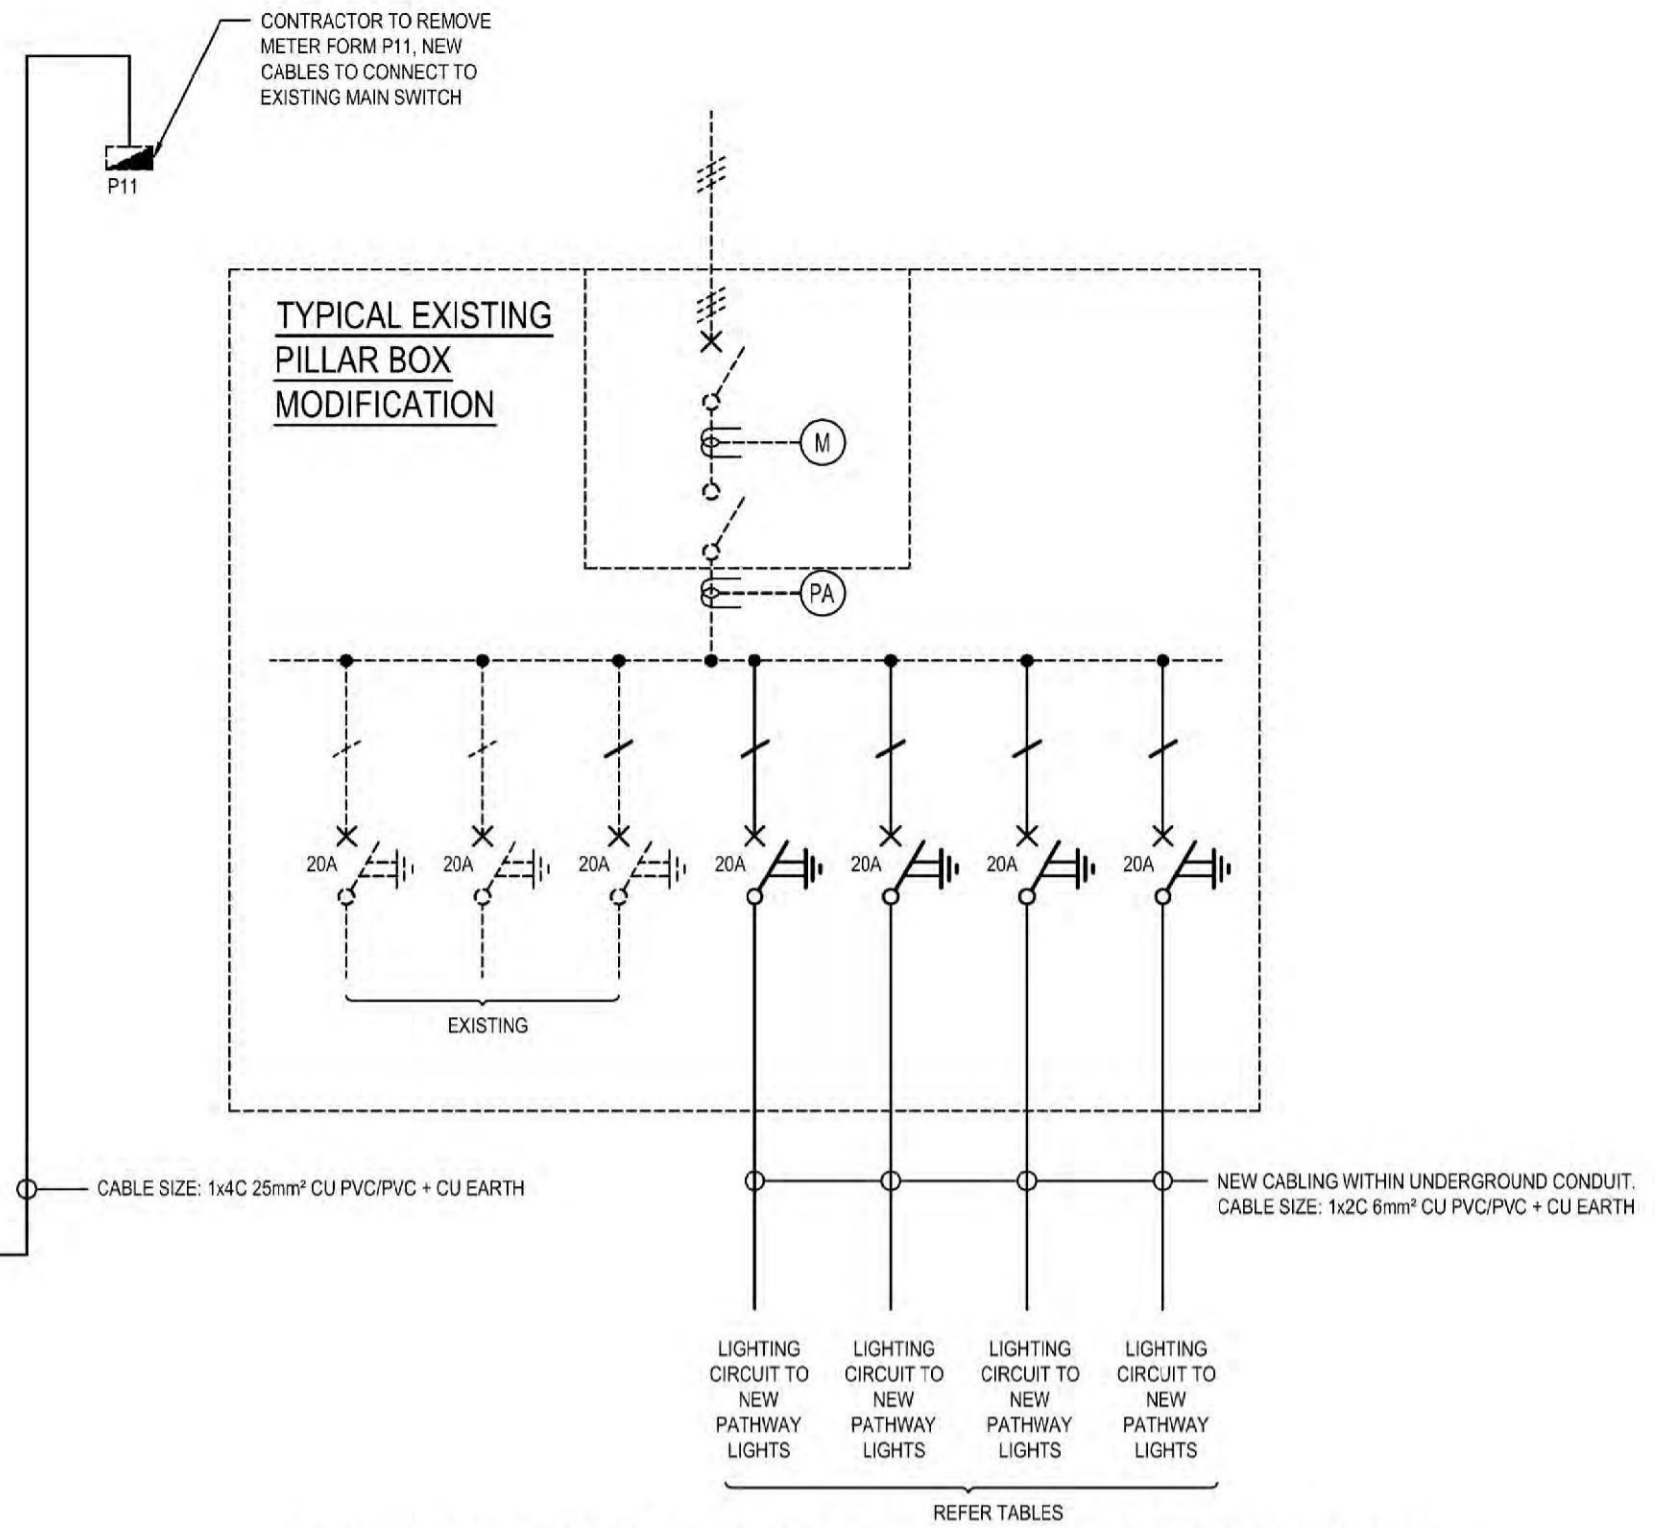 CONTRACTOR TO REMOVE
METER FORM P11, NEW
CABLES TO CONNECT TO
EXISTING MAIN SWITCH
P11
TYPICAL EXISTING
PILLAR BOX
MODIFICATION
M
PA
20A
20A
20A
20A
20A
20A
20A
EXISTING
CABLE SIZE: 1x4C 25mm² CU PVC/PVC + CU EARTH
NEW CABLING WITHIN UNDERGROUND CONDUIT.
CABLE SIZE: 1x2C 6mm² CU PVC/PVC + CU EARTH
LIGHTING
CIRCUIT TO
NEW
PATHWAY
LIGHTS
LIGHTING
CIRCUIT TO
NEW
PATHWAY
LIGHTS
LIGHTING
CIRCUIT TO
NEW
PATHWAY
LIGHTS
LIGHTING
CIRCUIT TO
NEW
PATHWAY
LIGHTS
REFER TABLES